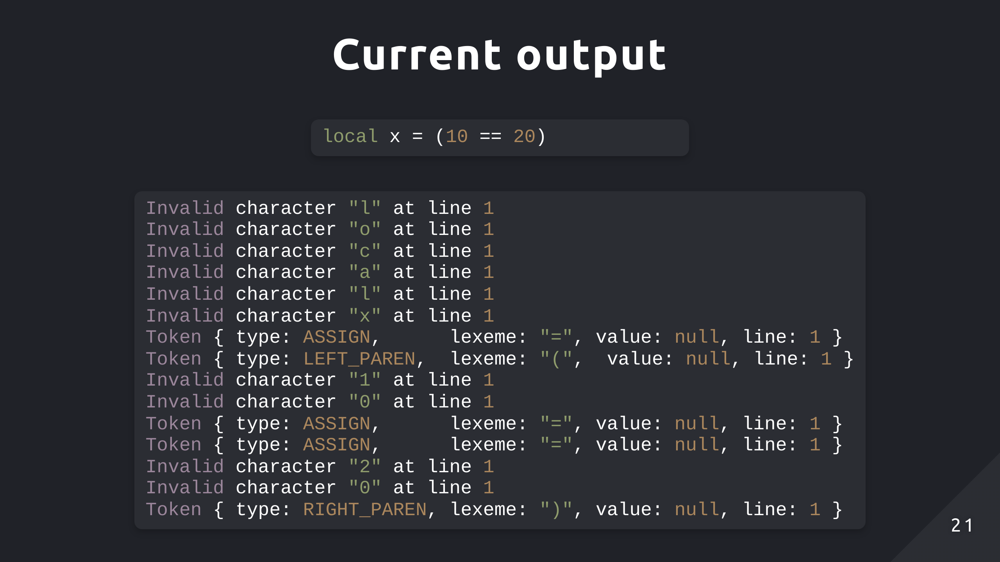 Current output
local x = (10 == 20)
Invalid character "l" at line 1
Invalid character "o" at line 1
Invalid character "c" at line 1
Invalid character "a" at line 1
Invalid character "l" at line 1
Invalid character "x" at line 1
Token { type: ASSIGN,      lexeme: "=", value: null, line: 1 }
Token { type: LEFT_PAREN,  lexeme: "(",  value: null, line: 1 }
Invalid character "1" at line 1
Invalid character "0" at line 1
Token { type: ASSIGN,      lexeme: "=", value: null, line: 1 }
Token { type: ASSIGN,      lexeme: "=", value: null, line: 1 }
Invalid character "2" at line 1
Invalid character "0" at line 1
Token { type: RIGHT_PAREN, lexeme: ")", value: null, line: 1 }
21